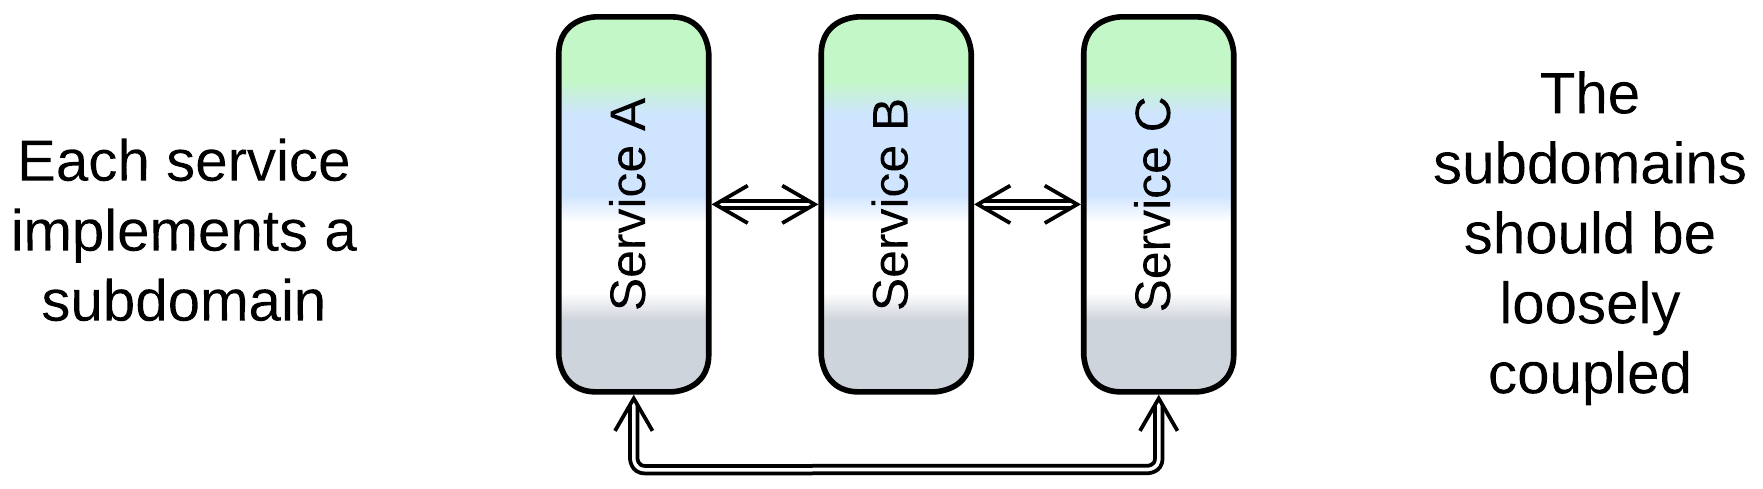 Each service
implements a
subdomain
Service A
Service B
Service C
The
subdomains
should be
loosely
coupled